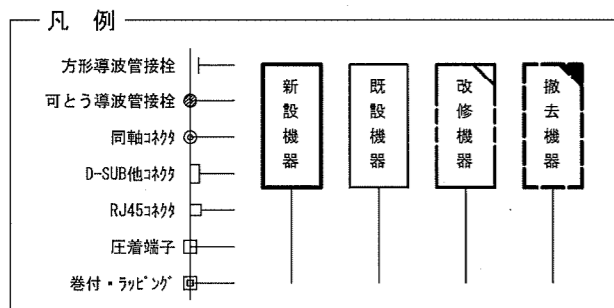 凡 例
方形導波管接栓
可とう導波管接栓
同軸ｺﾈｸﾀ
D-SUB他ｺﾈｸﾀ
RJ45ｺﾈｸﾀ
圧着端子
巻付・ﾗｯﾋﾟﾝｸﾞ
新設機器
既設機器
改修機器
撤去機器